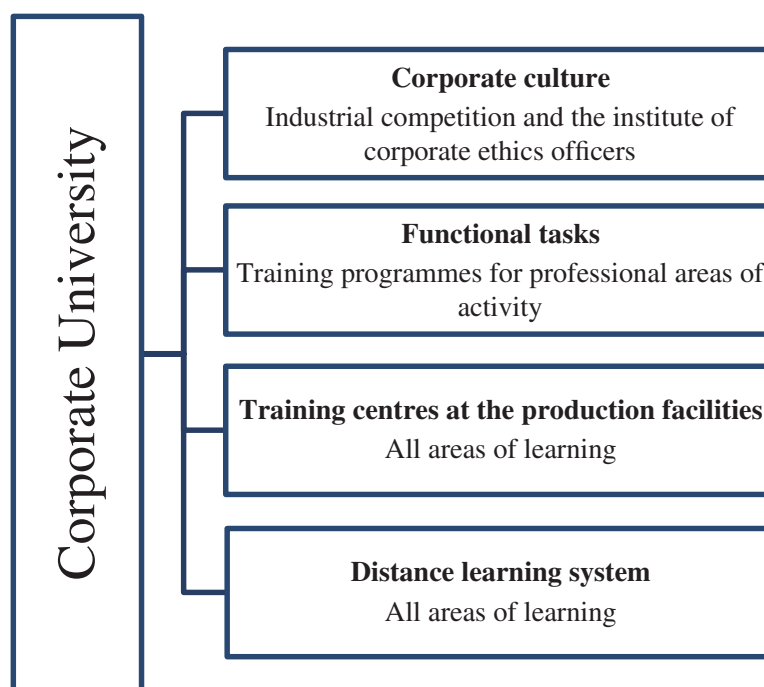 Corporate University
Corporate culture
Industrial competition and the institute of
corporate ethics officers
Functional tasks
Training programmes for professional areas of
activity
Training centres at the production facilities
All areas of learning
Distance learning system
All areas of learning